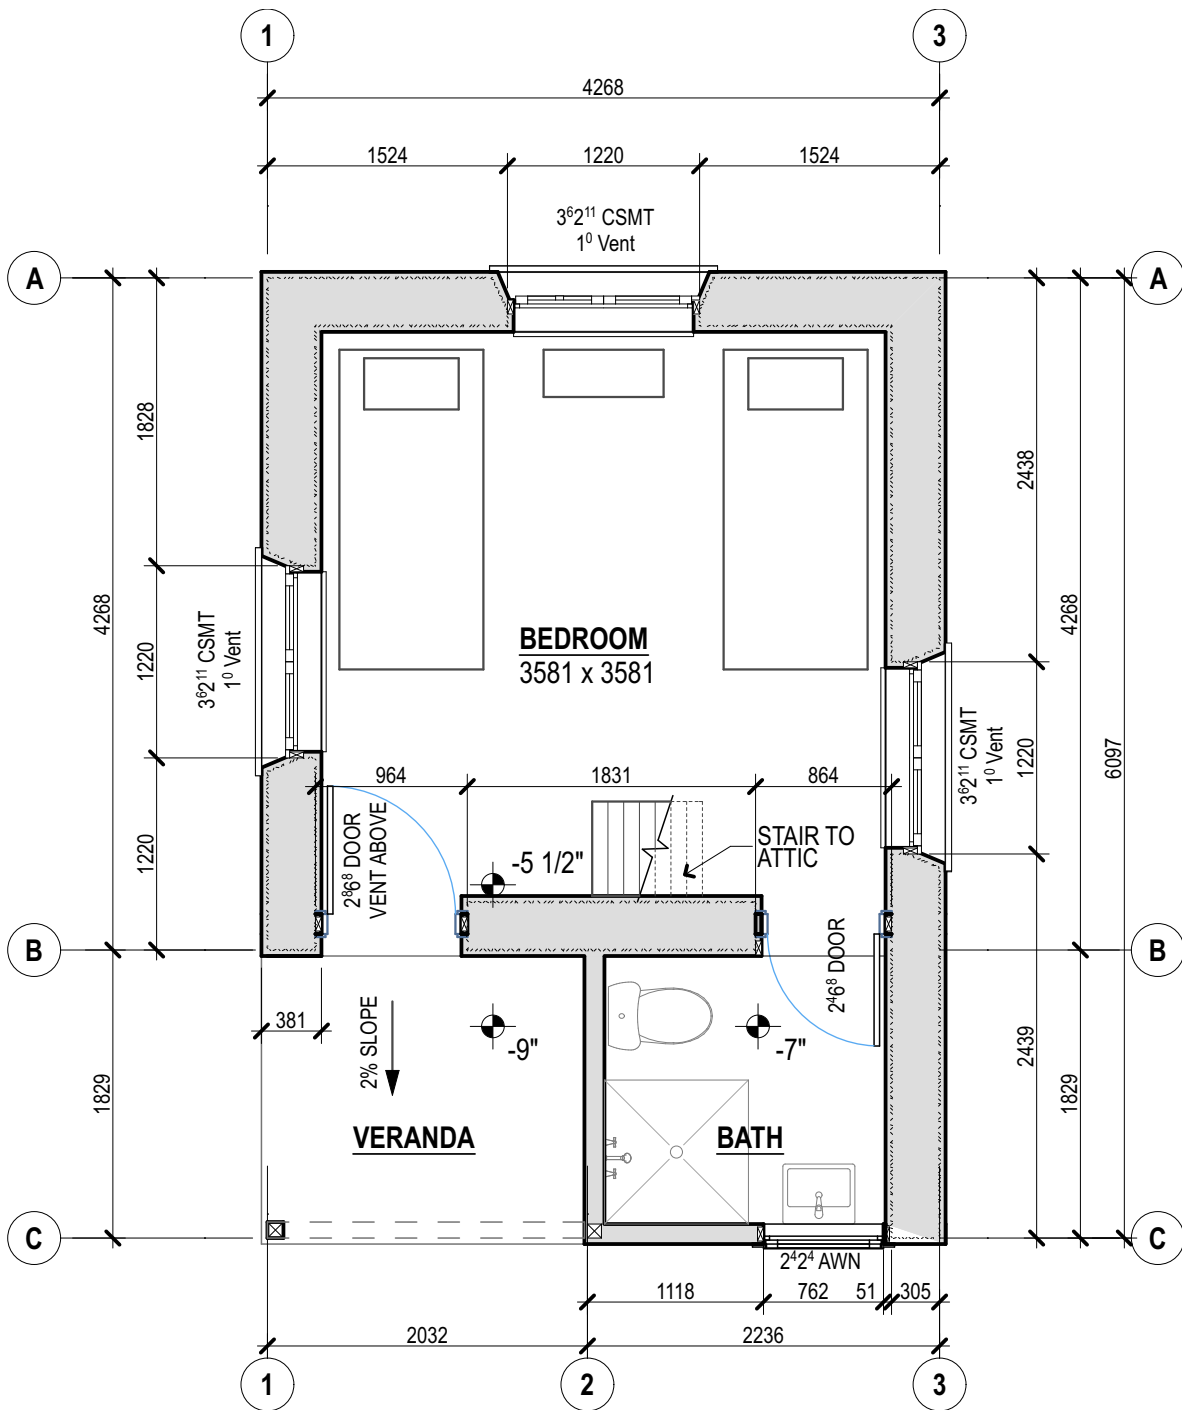 1
3
4268
1524
1220
1524
3⁶2¹¹ CSMT
1⁰ Vent
A
A
1828
4268
1220
1220
3⁶2¹¹ CSMT
1⁰ Vent
BEDROOM
3581 x 3581
2438
4268
6097
1220
3⁶2¹¹ CSMT
1⁰ Vent
964
1831
864
2⁸6⁸ DOOR
VENT ABOVE
-5 1/2"
STAIR TO
ATTIC
B
B
2⁴6⁸ DOOR
381
2% SLOPE
-9"
-7"
1829
2439
1829
VERANDA
BATH
C
C
2⁴2⁴ AWN
1118
762
51
305
2032
2236
1
2
3